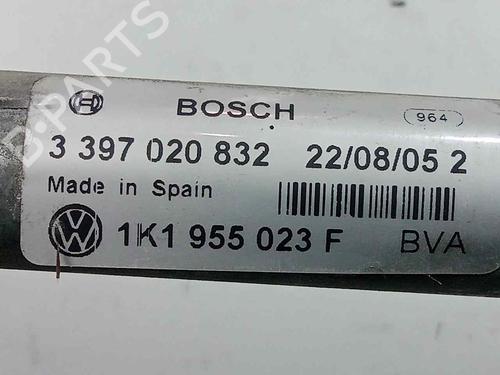 BOSCH 964
3 397 020 832 22/08/05 2
Made in Spain
1K1 955 023 F BVA
B-PARTS